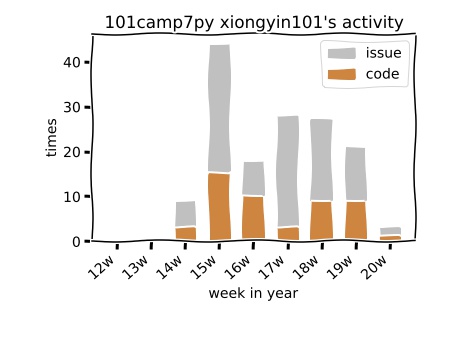 101camp7py xiongyin101's activity
issue
code
times
40
30
20
10
0
12w 13w 14w 15w 16w 17w 18w 19w 20w
week in year